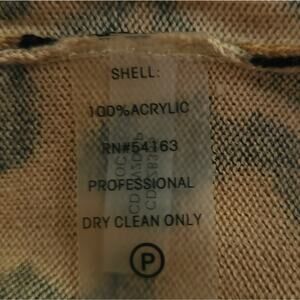 SHELL:
100% ACRYLIC
RN#54163
PROFESSIONAL
DRY CLEAN ONLY
P